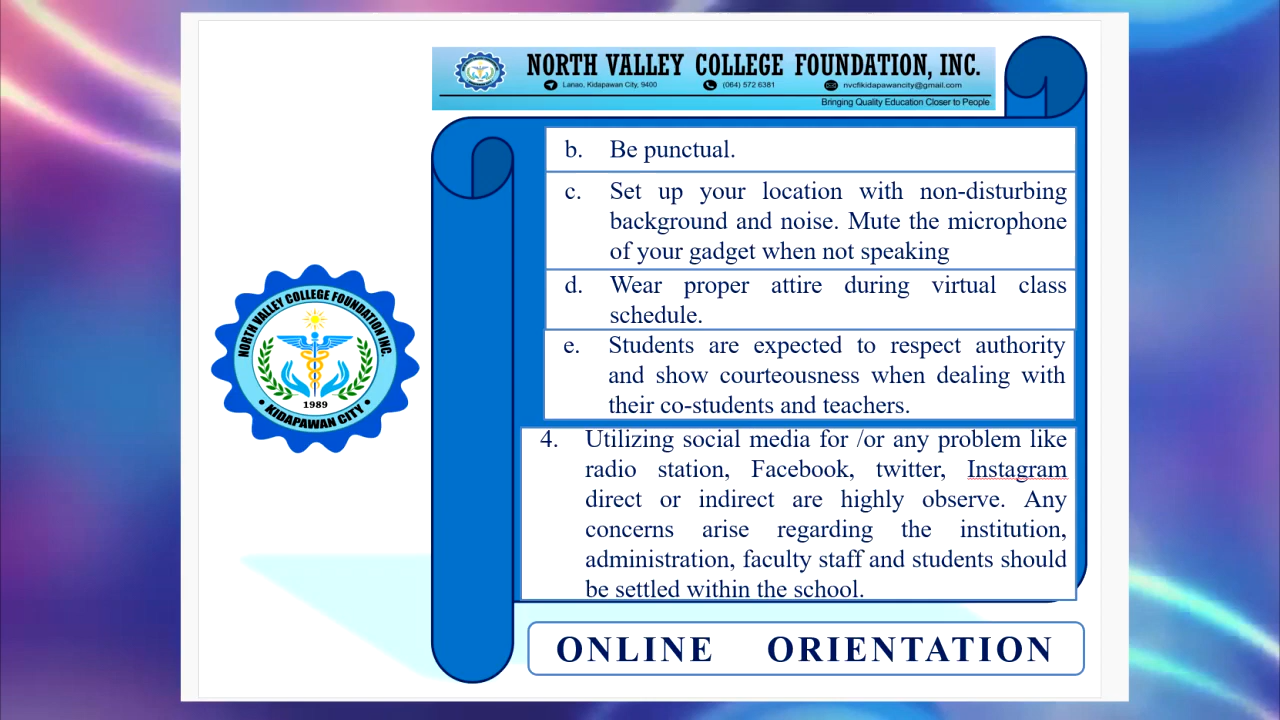 NORTH VALLEY COLLEGE FOUNDATION, INC.
Lanao, Kidapawan City, 9400 (064) 572 6381 nvcfikidapawancity@gmail.com
Bringing Quality Education Closer to People
b. Be punctual.
c. Set up your location with non-disturbing
background and noise. Mute the microphone
of your gadget when not speaking
d. Wear proper attire during virtual class
schedule.
e. Students are expected to respect authority
and show courteousness when dealing with
their co-students and teachers.
4. Utilizing social media for /or any problem like
radio station, Facebook, twitter, Instagram
direct or indirect are highly observe. Any
concerns arise regarding the institution,
administration, faculty staff and students should
be settled within the school.
NORTH VALLEY COLLEGE FOUNDATION INC.
1989
• KIDAPAWAN CITY •
ONLINE ORIENTATION